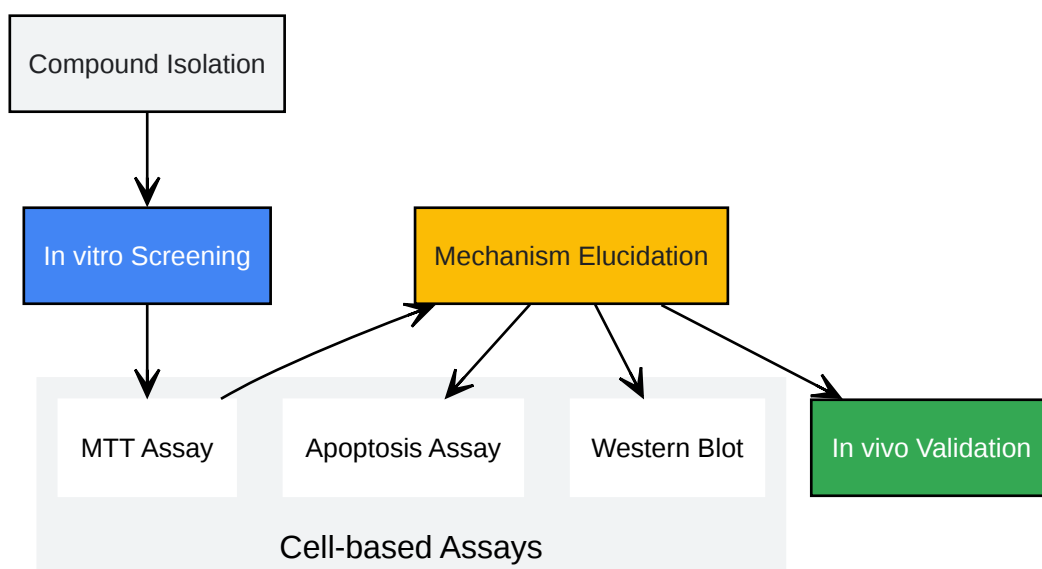 Compound Isolation
In vitro Screening
Mechanism Elucidation
MTT Assay
Apoptosis Assay
Western Blot
In vivo Validation
Cell-based Assays